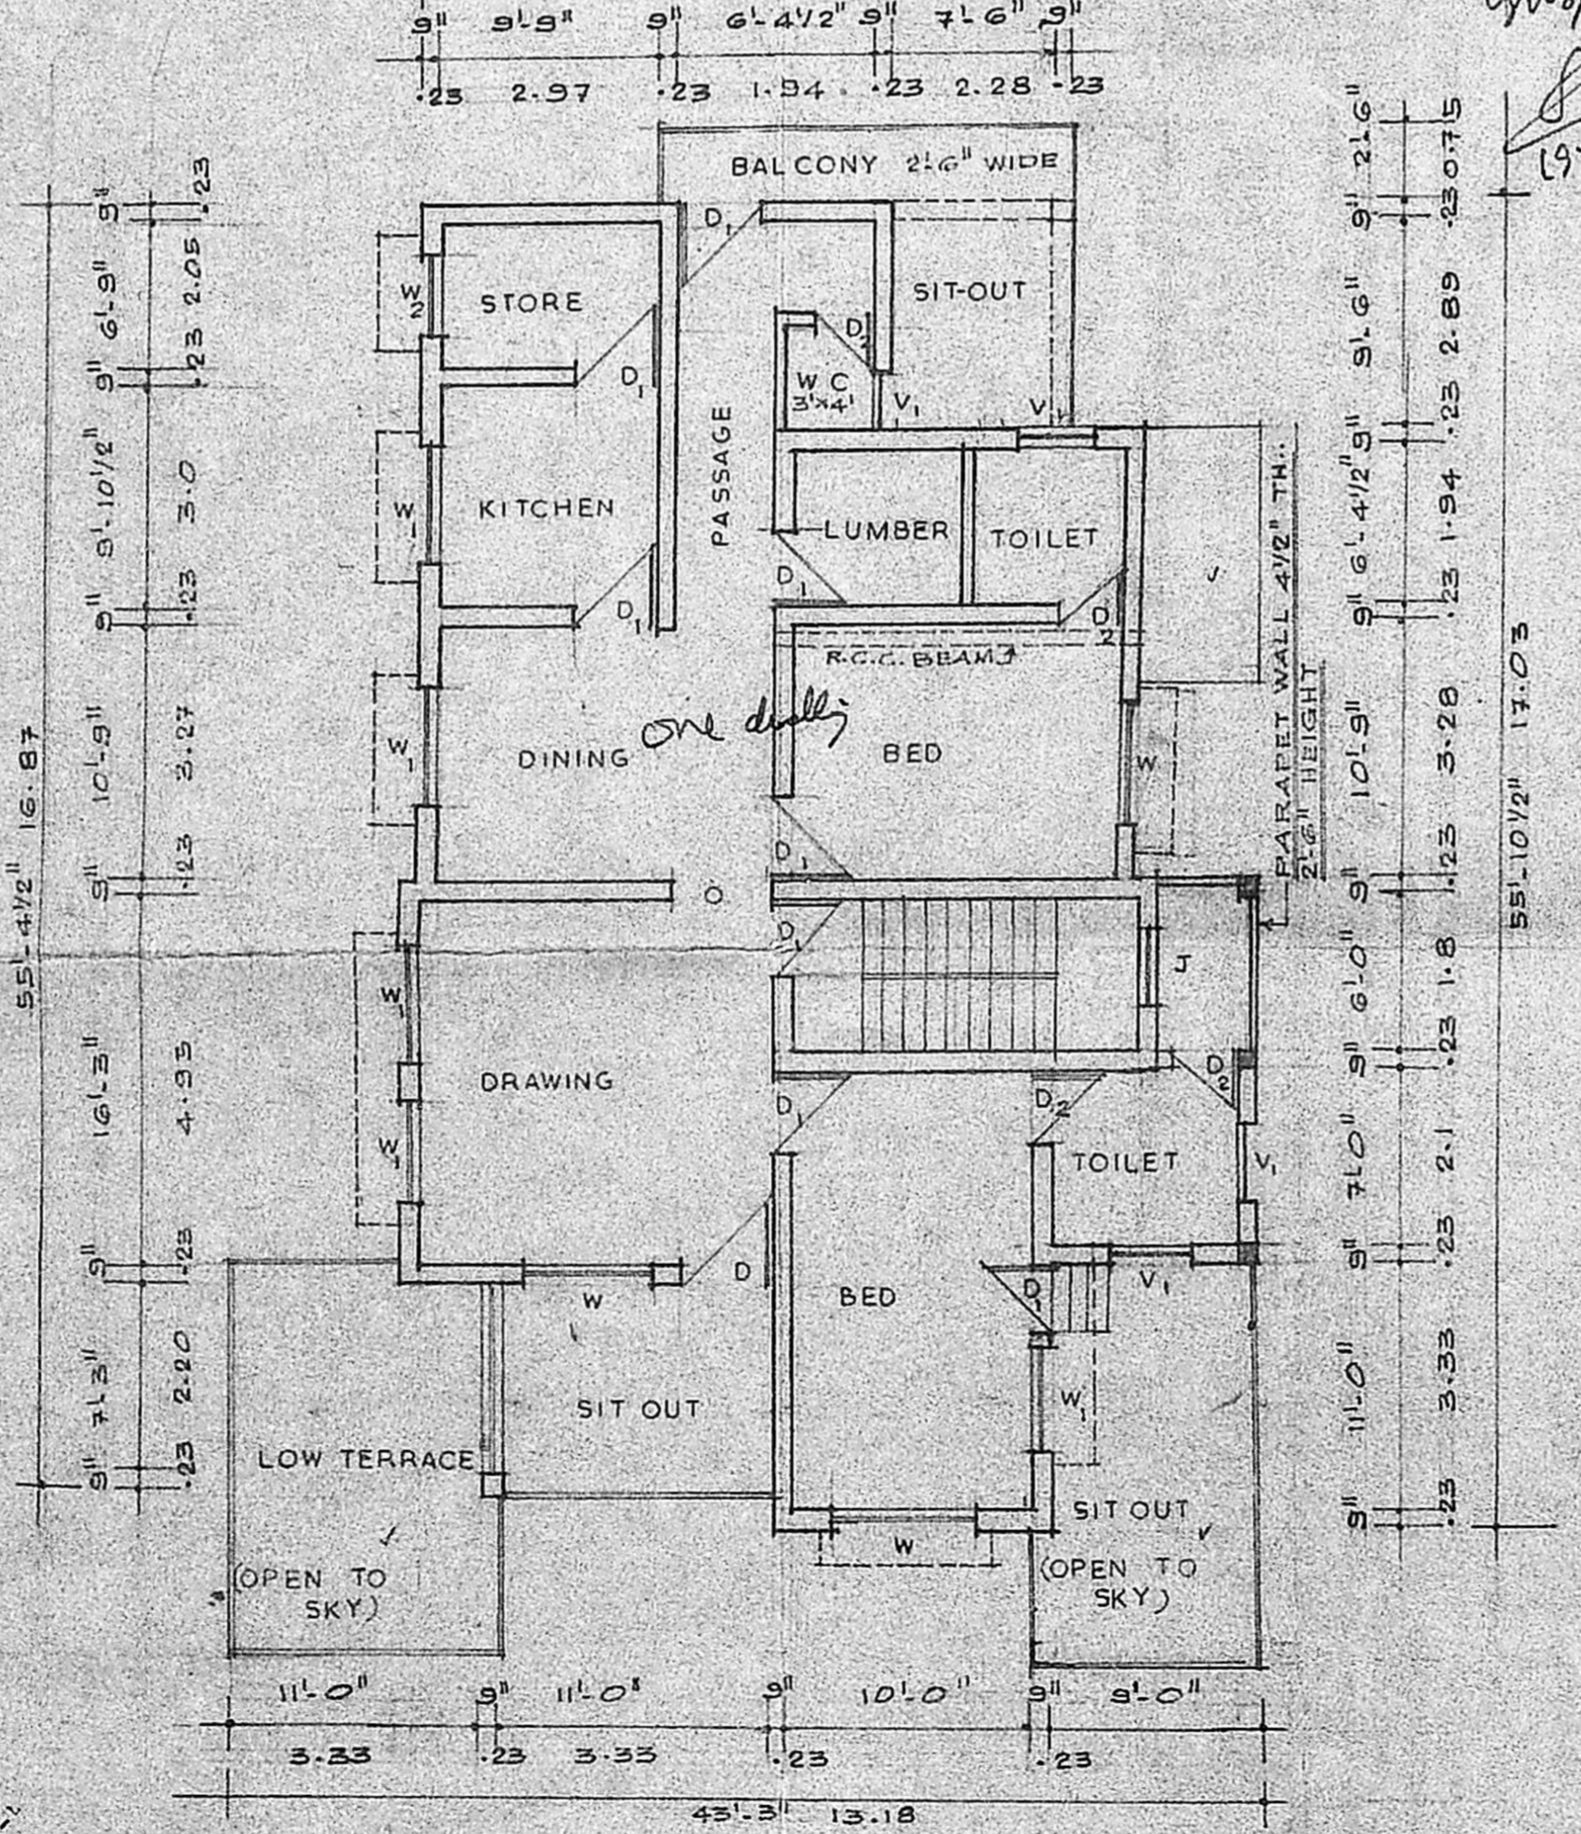 9" 9'-9" 9" 6'-4½" 9" 7'-6" 9"
.23 2.97 .23 1.94 .23 2.28 .23
BALCONY 2'-6" WIDE
D1
W2 STORE
D1
SIT-OUT
D2
W C
3'x4'
V1 V1
W1 KITCHEN
D1
PASSAGE
LUMBER TOILET
D1 D2
R.C.C. BEAM
W1 DINING
one
BED W
D1
PARAPET WALL 4½" TH..
2'-6" HEIGHT
O
D1
W1
DRAWING
W1
D1 D2 D2
TOILET V1
D W
BED
D1 V1
W1
SIT OUT
LOW TERRACE
(OPEN TO
SKY)
W
SIT OUT
(OPEN TO
SKY)
9" .23
6'-9" 2.05
9" .23
9'-10½" 3.0
9" .23
10'-9" 3.27
9" .23
16'-3" 4.93
9" .23
7'-3" 2.20
9" .23
55'-4½" 16.87
2'-6" 0.75
9" .23
9'-6" 2.89
9" .23
6'-4½" 1.94
9" .23
10'-9" 3.28
9" .23
6'-0" 1.8
9" .23
7'-0" 2.1
9" .23
11'-0" 3.33
9" .23
55'-10½" 17.03
11'-0" 9" 11'-0" 9" 10'-0" 9" 9'-0"
3.33 .23 3.33 .23 .23
43'-3" 13.18